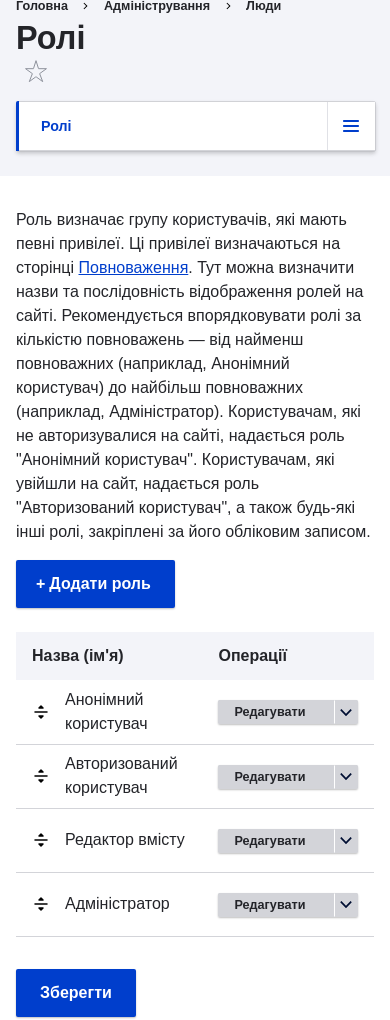 Головна > Адміністрування > Люди
Ролі
Ролі
Роль визначає групу користувачів, які мають
певні привілеї. Ці привілеї визначаються на
сторінці Повноваження. Тут можна визначити
назви та послідовність відображення ролей на
сайті. Рекомендується впорядковувати ролі за
кількістю повноважень — від найменш
повноважних (наприклад, Анонімний
користувач) до найбільш повноважних
(наприклад, Адміністратор). Користувачам, які
не авторизувалися на сайті, надається роль
"Анонімний користувач". Користувачам, які
увійшли на сайт, надається роль
"Авторизований користувач", а також будь-які
інші ролі, закріплені за його обліковим записом.
+ Додати роль
Назва (ім'я) Операції
Анонімний
користувач
Редагувати
Авторизований
користувач
Редагувати
Редактор вмісту Редагувати
Адміністратор Редагувати
Зберегти